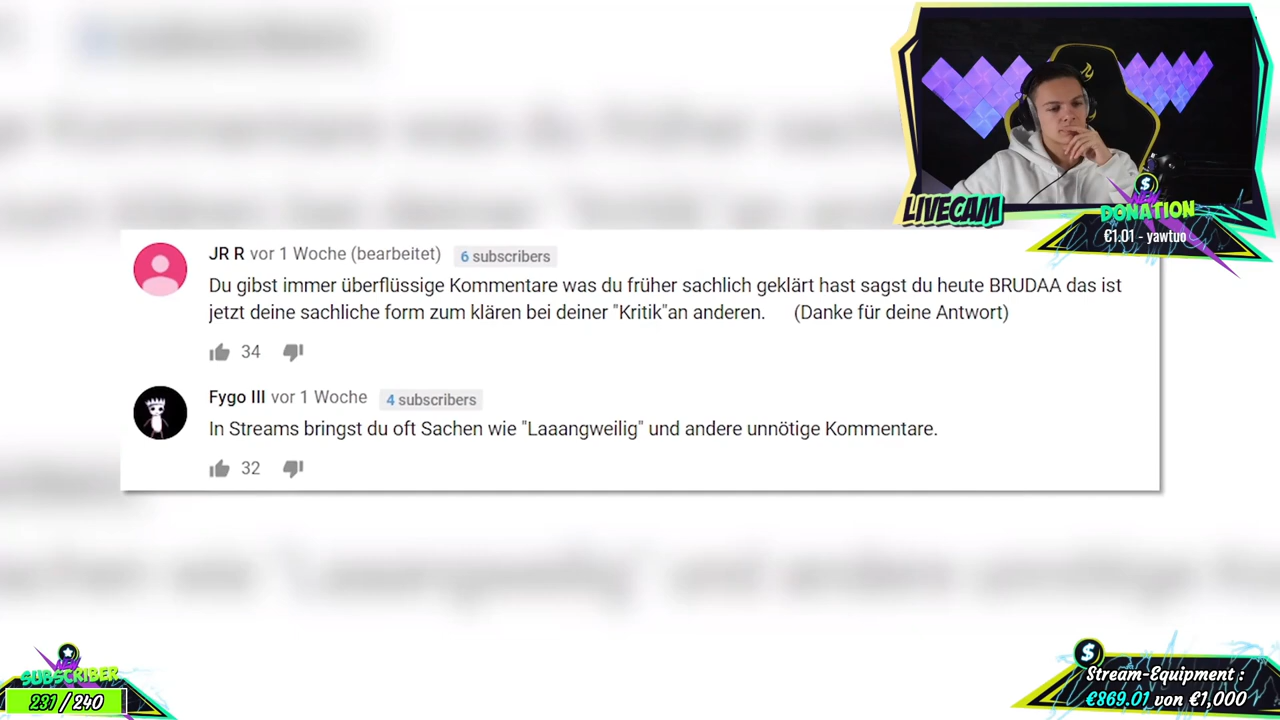 LIVECAM
NEW
DONATION
€1.01 - yawtuo
JR R vor 1 Woche (bearbeitet) 6 subscribers
Du gibst immer überflüssige Kommentare was du früher sachlich geklärt hast sagst du heute BRUDAA das ist
jetzt deine sachliche form zum klären bei deiner "Kritik"an anderen. (Danke für deine Antwort)
34
Fygo III vor 1 Woche 4 subscribers
In Streams bringst du oft Sachen wie "Laaangweilig" und andere unnötige Kommentare.
32
NEW
SUBSCRIBER
231 / 240
Stream-Equipment :
€869.01 von €1,000